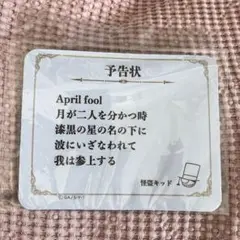 予告状
April fool
月が二人を分かつ時
漆黒の星の名の下に
波にいざなわれて
我は参上する
怪盗キッド